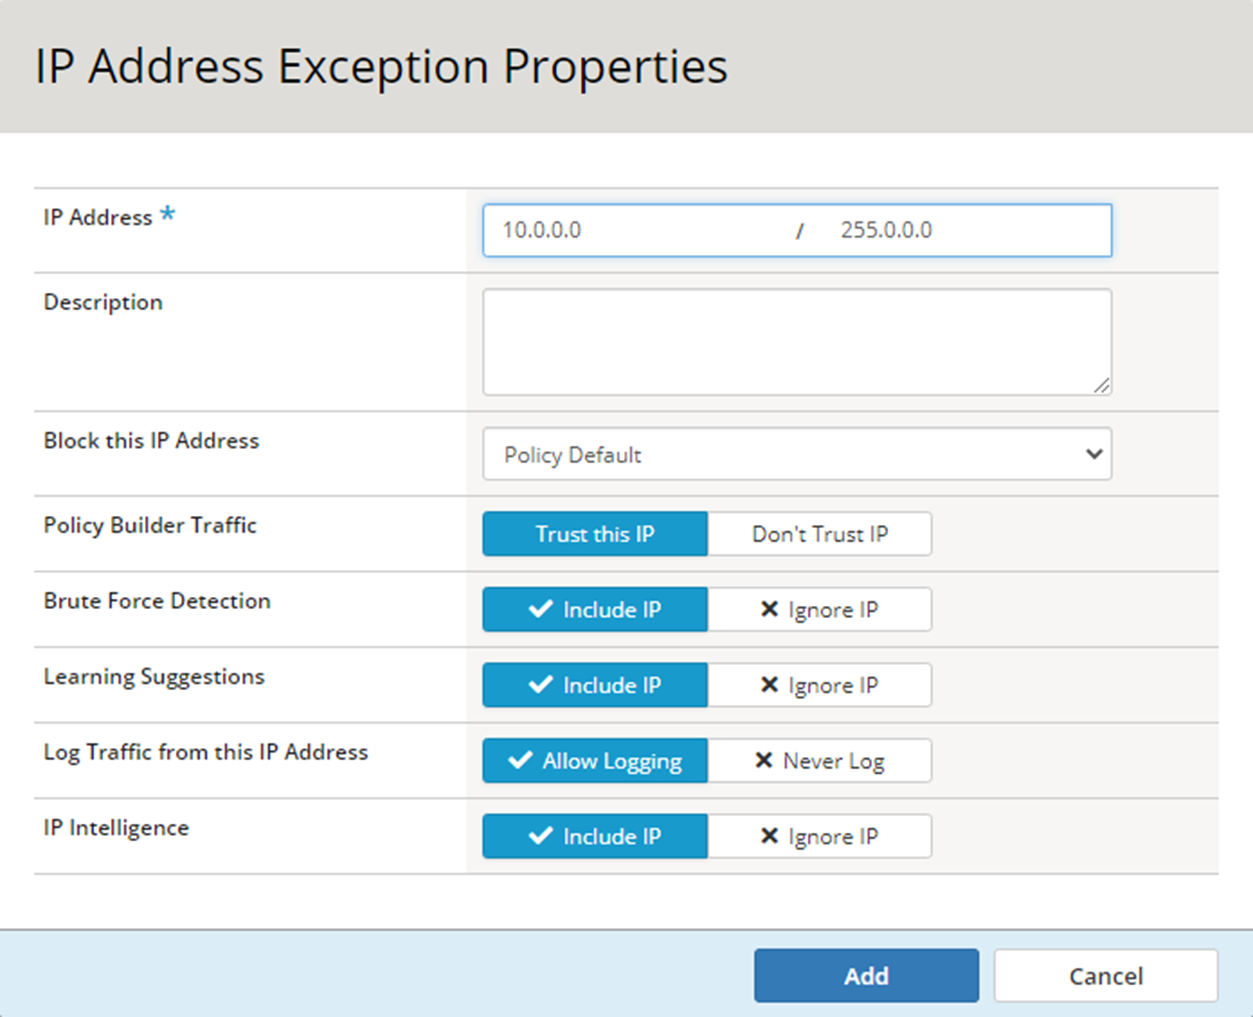 IP Address Exception Properties
IP Address *
10.0.0.0 / 255.0.0.0
Description
Block this IP Address
Policy Default
Policy Builder Traffic
Trust this IP Don't Trust IP
Brute Force Detection
Include IP Ignore IP
Learning Suggestions
Include IP Ignore IP
Log Traffic from this IP Address
Allow Logging Never Log
IP Intelligence
Include IP Ignore IP
Add Cancel